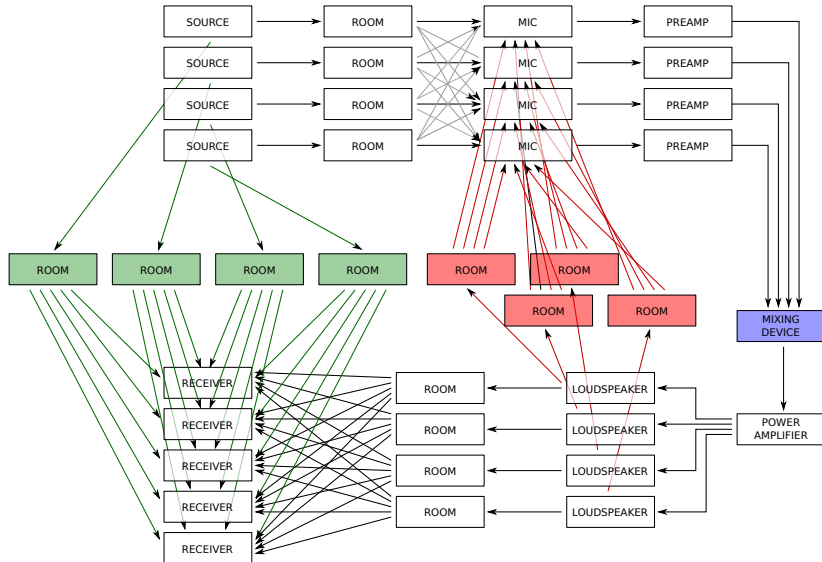 SOURCE ROOM MIC PREAMP
SOURCE ROOM MIC PREAMP
SOURCE ROOM MIC PREAMP
SOURCE ROOM MIC PREAMP
ROOM ROOM ROOM ROOM ROOM ROOM
ROOM ROOM
MIXING
DEVICE
RECEIVER ROOM LOUDSPEAKER
POWER
AMPLIFIER
RECEIVER ROOM LOUDSPEAKER
RECEIVER ROOM LOUDSPEAKER
RECEIVER ROOM LOUDSPEAKER
RECEIVER